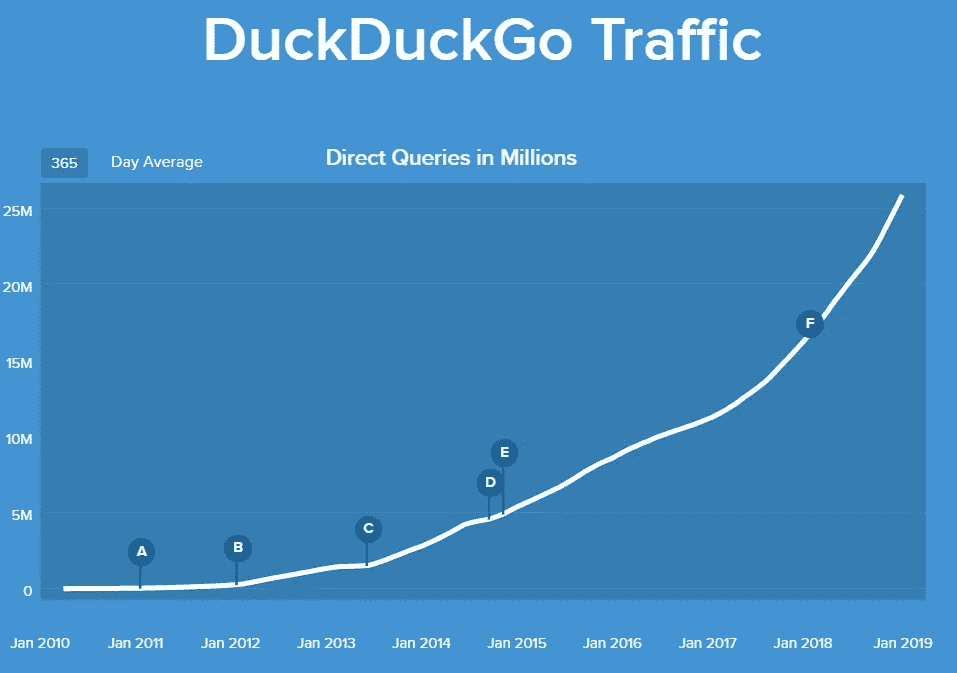 DuckDuckGo Traffic
365 Day Average
Direct Queries in Millions
25M
20M
15M
10M
5M
0
A
B
C
D
E
F
Jan 2010 Jan 2011 Jan 2012 Jan 2013 Jan 2014 Jan 2015 Jan 2016 Jan 2017 Jan 2018 Jan 2019